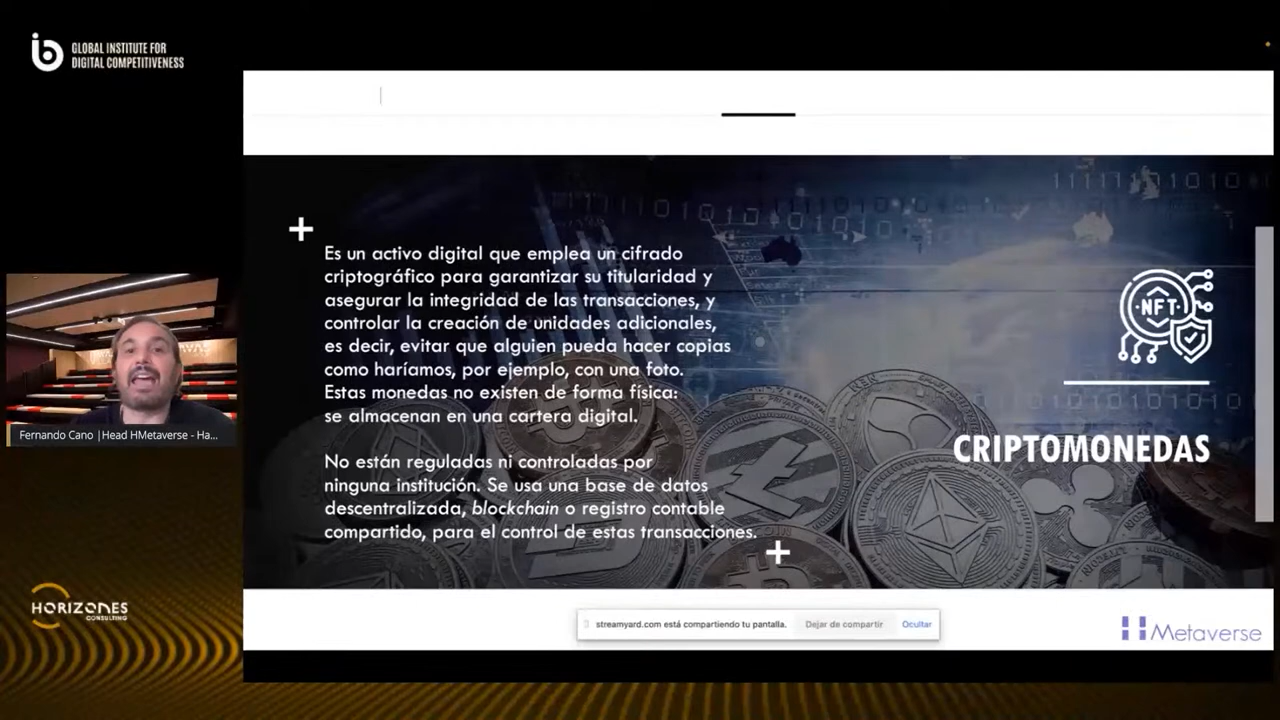 GLOBAL INSTITUTE FOR
DIGITAL COMPETITIVENESS
Es un activo digital que emplea un cifrado
criptográfico para garantizar su titularidad y
asegurar la integridad de las transacciones, y
controlar la creación de unidades adicionales,
es decir, evitar que alguien pueda hacer copias
como haríamos, por ejemplo, con una foto.
Estas monedas no existen de forma física:
se almacenan en una cartera digital.
No están reguladas ni controladas por
ninguna institución. Se usa una base de datos
descentralizada, blockchain o registro contable
compartido, para el control de estas transacciones.
NFT
CRIPTOMONEDAS
Fernando Cano |Head HMetaverse - Ha...
HORIZONES
CONSULTING
streamyard.com está compartiendo tu pantalla.
Dejar de compartir
Ocultar
Metaverse